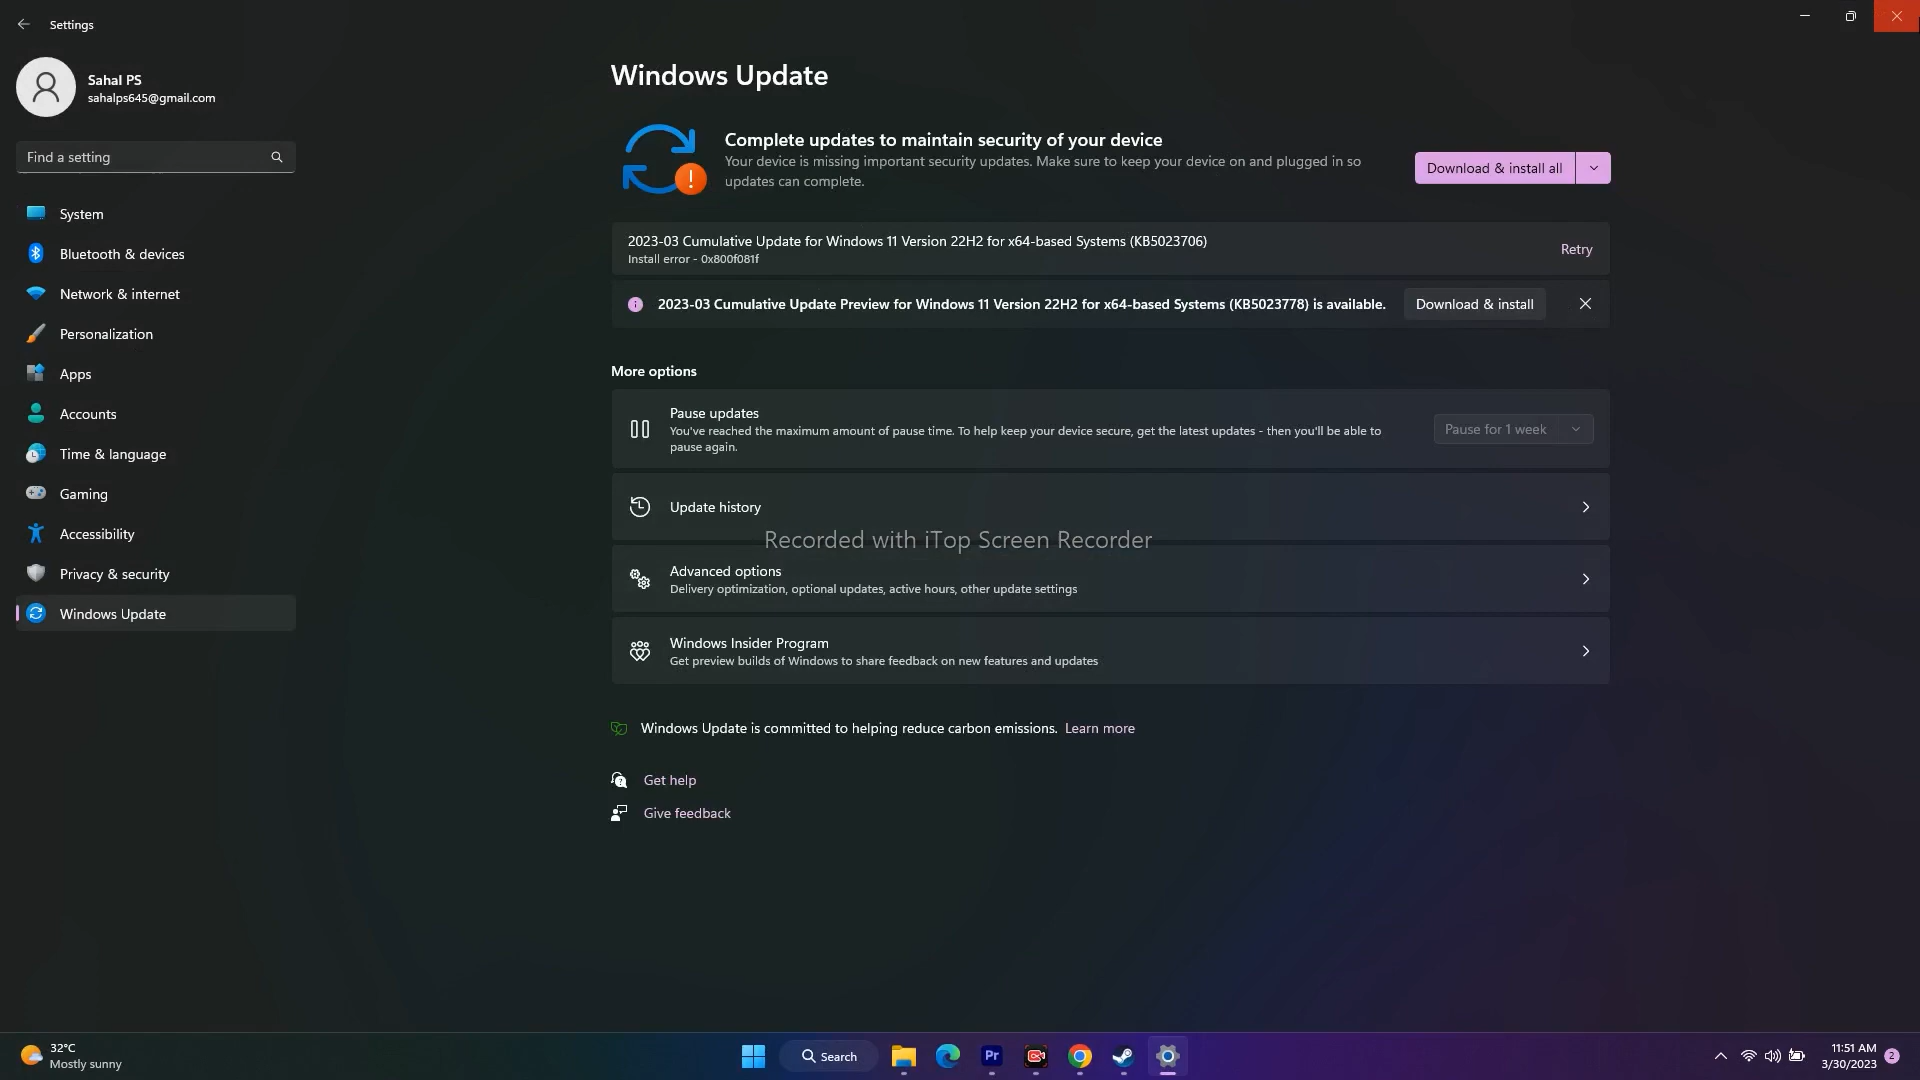 Settings
Sahal PS
sahalps645@gmail.com
Find a setting
System
Bluetooth & devices
Network & internet
Personalization
Apps
Accounts
Time & language
Gaming
Accessibility
Privacy & security
Windows Update
Windows Update
Complete updates to maintain security of your device
Your device is missing important security updates. Make sure to keep your device on and plugged in so
updates can complete.
Download & install all
2023-03 Cumulative Update for Windows 11 Version 22H2 for x64-based Systems (KB5023706)
Install error - 0x800f081f
Retry
2023-03 Cumulative Update Preview for Windows 11 Version 22H2 for x64-based Systems (KB5023778) is available.
Download & install
More options
Pause updates
You've reached the maximum amount of pause time. To help keep your device secure, get the latest updates - then you'll be able to
pause again.
Pause for 1 week
Update history
Recorded with iTop Screen Recorder
Advanced options
Delivery optimization, optional updates, active hours, other update settings
Windows Insider Program
Get preview builds of Windows to share feedback on new features and updates
Windows Update is committed to helping reduce carbon emissions. Learn more
Get help
Give feedback
32°C
Mostly sunny
Search
Pr
11:51 AM
3/30/2023
2